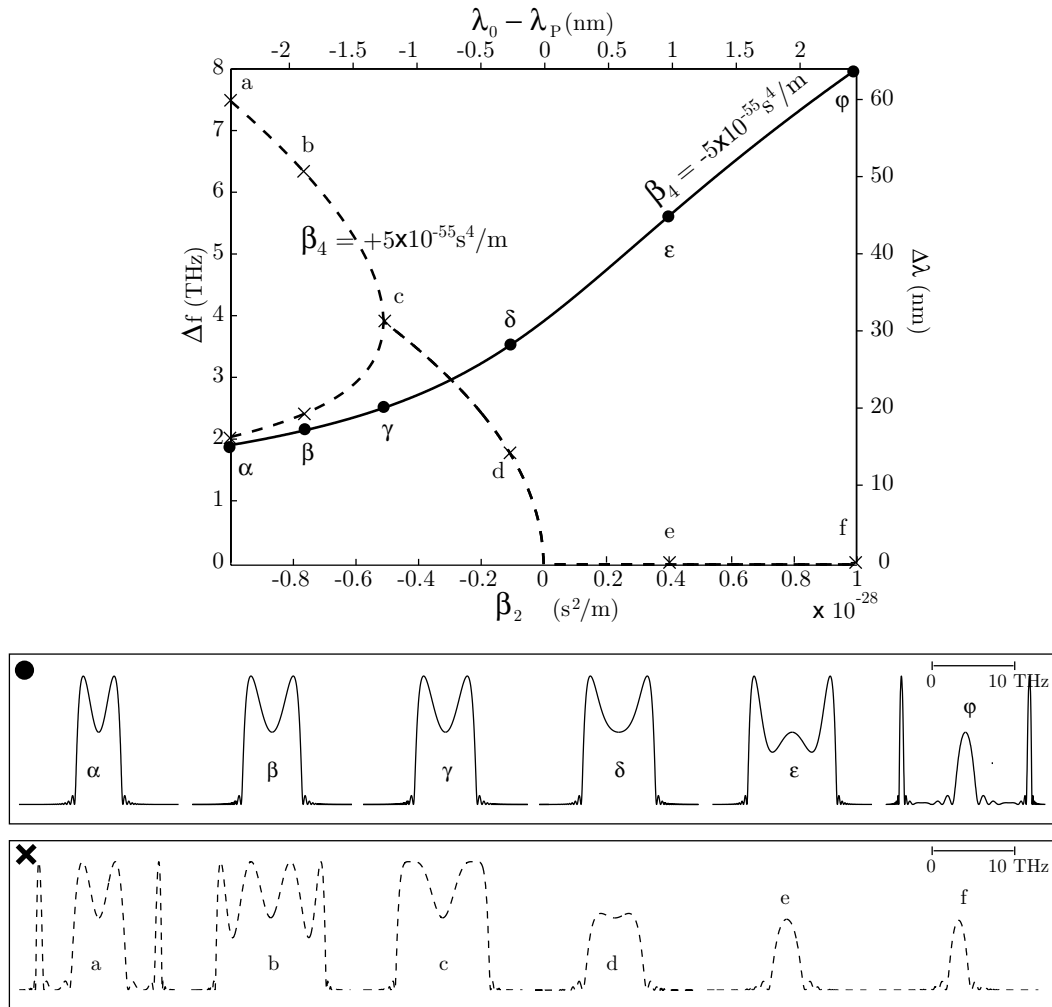 λ₀ − λ_P (nm)
-2 -1.5 -1 -0.5 0 0.5 1 1.5 2
8 7 6 5 4 3 2 1 0
Δf (THz)
a
b
c
d
e
f
β₄ = +5x10⁻⁵⁵s⁴/m
β₄ = -5x10⁻⁵⁵s⁴/m
α
β
γ
δ
ε
φ
60 50 40 30 20 10 0
Δλ (nm)
-0.8 -0.6 -0.4 -0.2 0 0.2 0.4 0.6 0.8 1
β₂ (s²/m)
x 10⁻²⁸
0 10 THz
α β γ δ ε φ
0 10 THz
a b c d e f